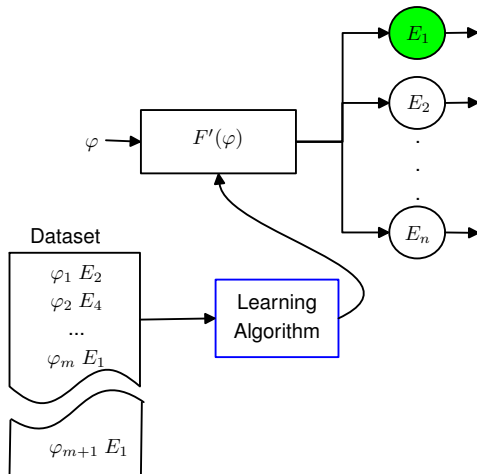 E₁
E₂
.
.
.
Eₙ
φ
F′(φ)
Dataset
φ₁ E₂
φ₂ E₄
...
φₘ E₁
φₘ₊₁ E₁
Learning
Algorithm